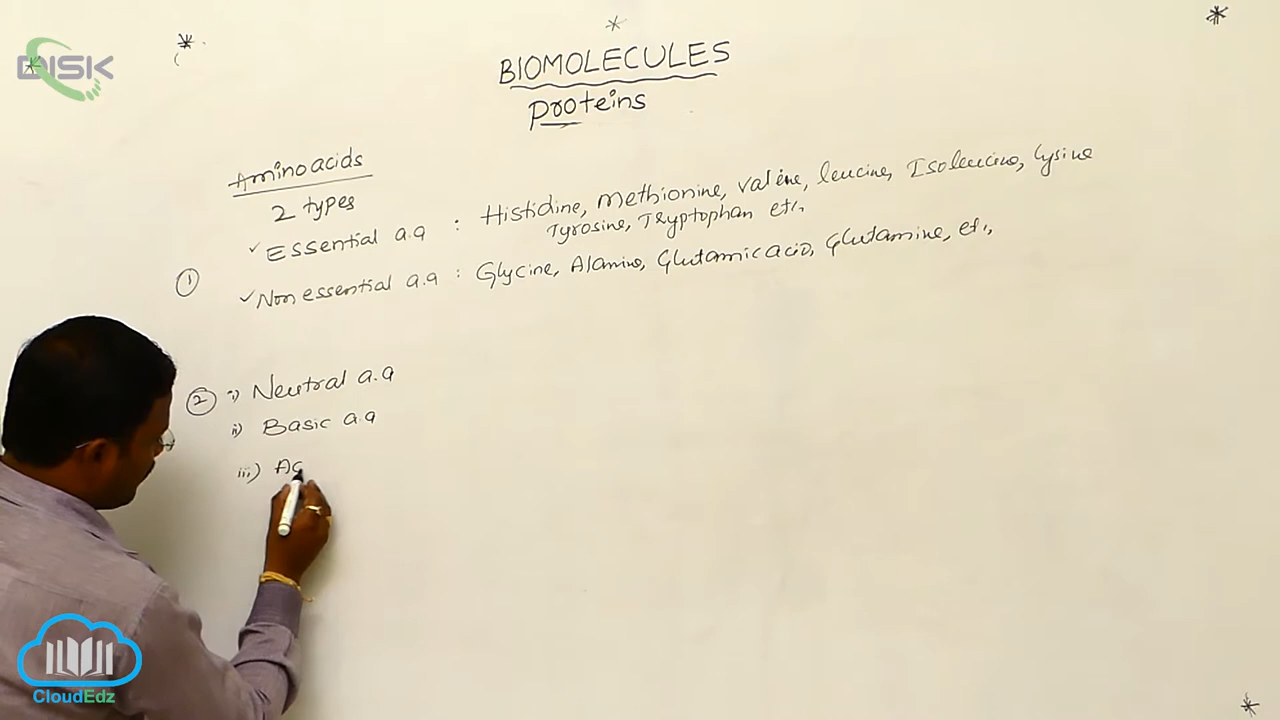 DISK
BIOMOLECULES
Proteins
Aminoacids
2 types
✓ Essential a.a : Histidine, Methionine, Valine, leucine, Isoleucine, Lysine
Tyrosine, Tryptophan etc.,
① ✓ Non essential a.a : Glycine, Alanine, Glutamic acid, Glutamine, etc.,
② i) Neutral a.a
ii) Basic a.a
iii) Ac
CloudEdz